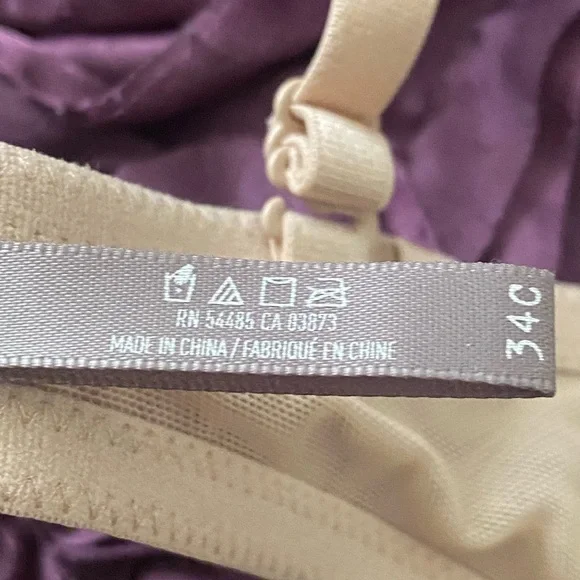 RN 54485 CA 03873
MADE IN CHINA / FABRIQUÉ EN CHINE
34C